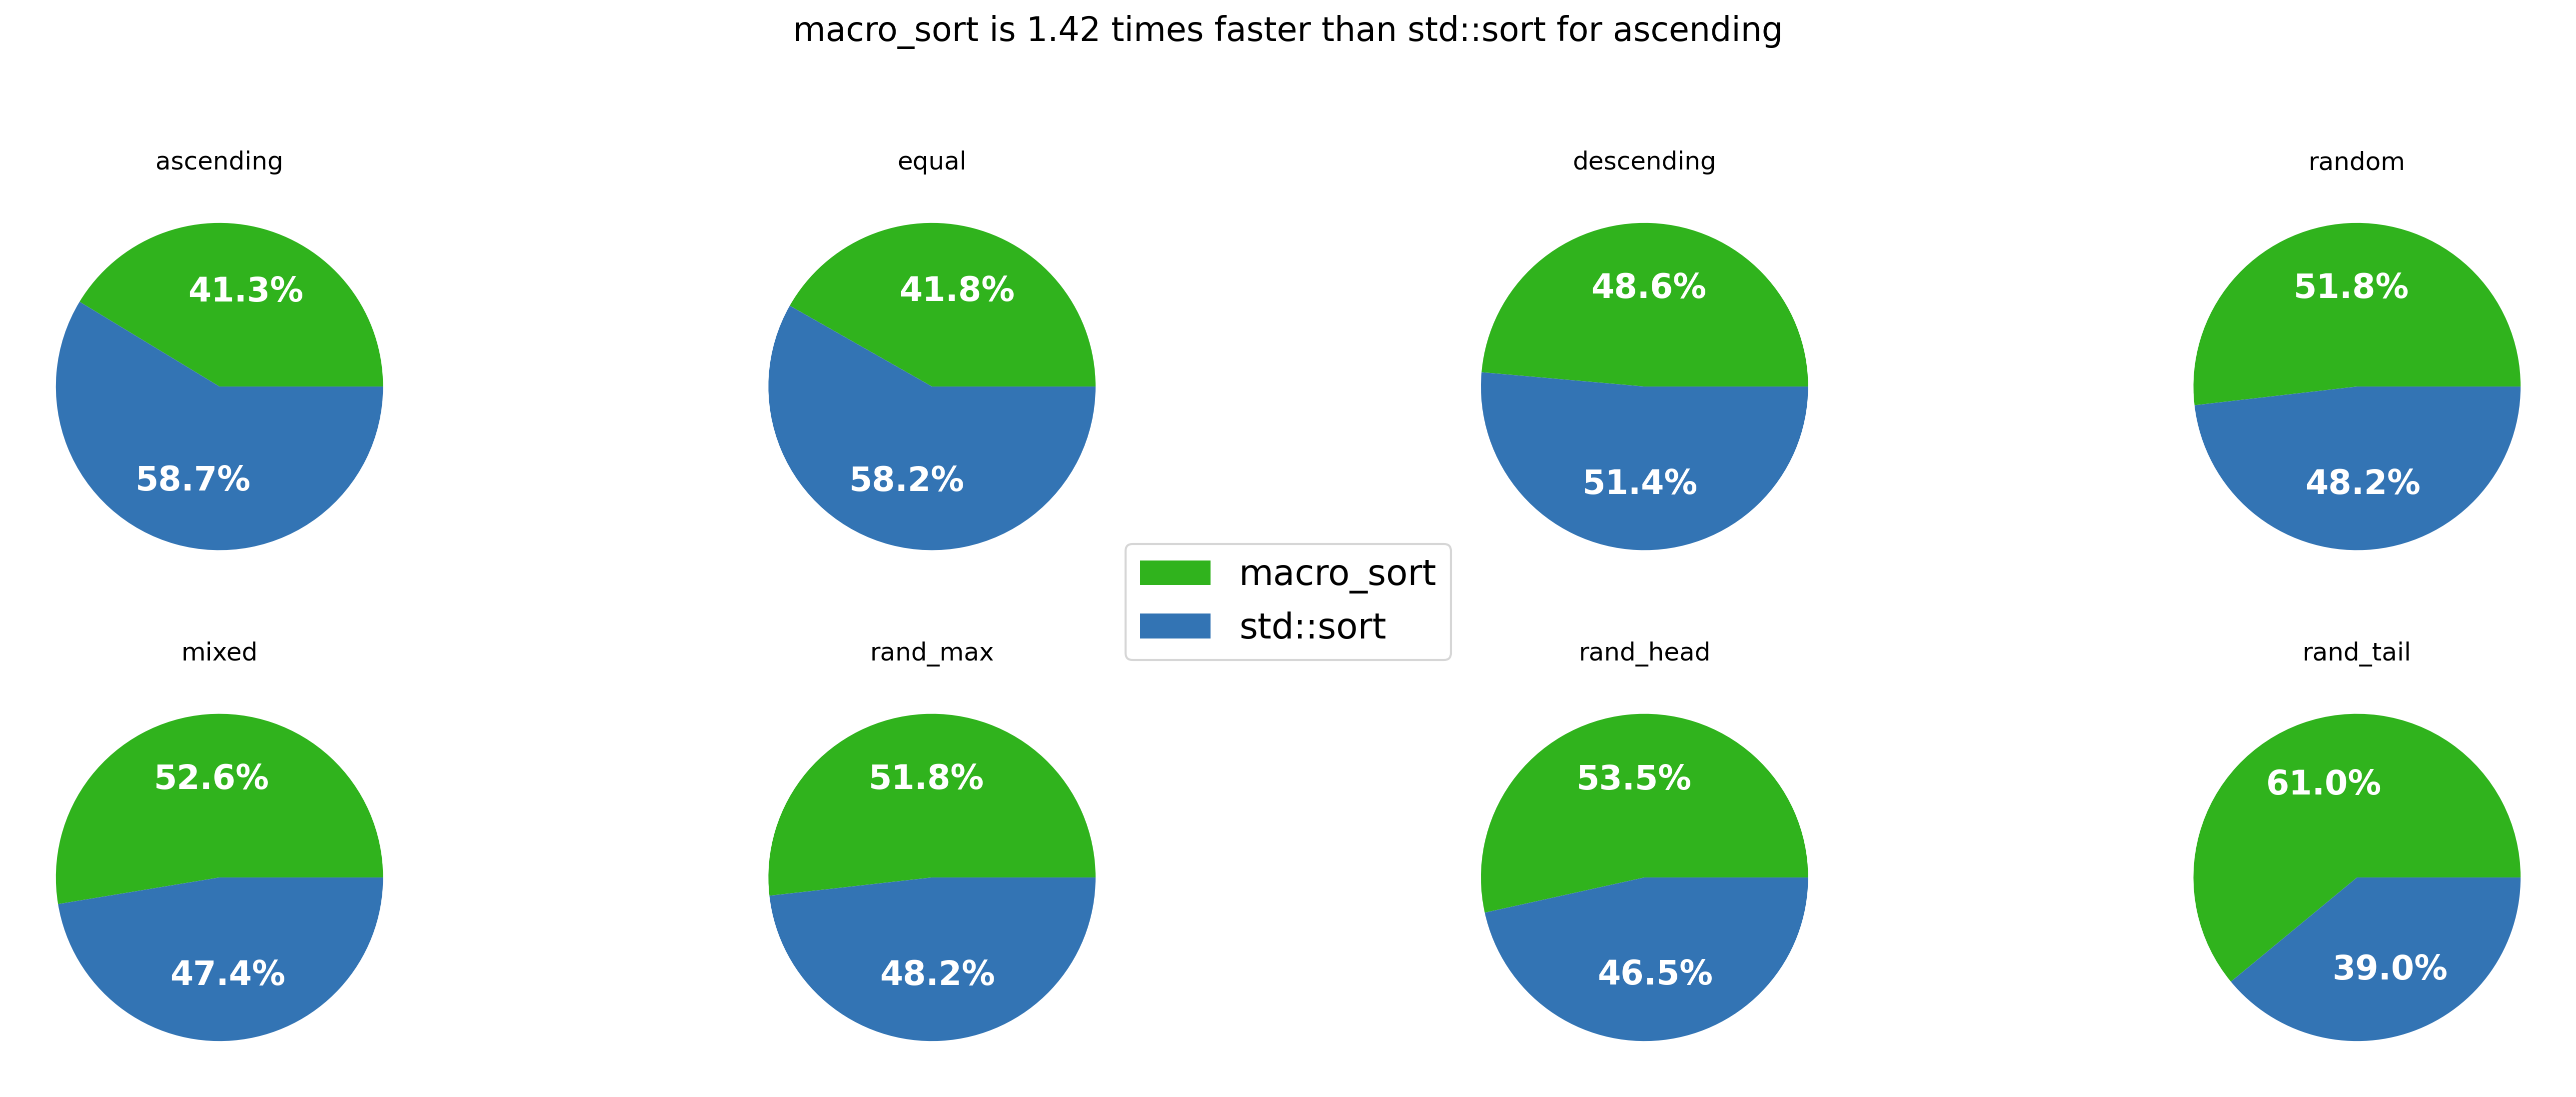 macro_sort is 1.42 times faster than std::sort for ascending
ascending
41.3%
58.7%
equal
41.8%
58.2%
descending
48.6%
51.4%
random
51.8%
48.2%
macro_sort
std::sort
mixed
52.6%
47.4%
rand_max
51.8%
48.2%
rand_head
53.5%
46.5%
rand_tail
61.0%
39.0%